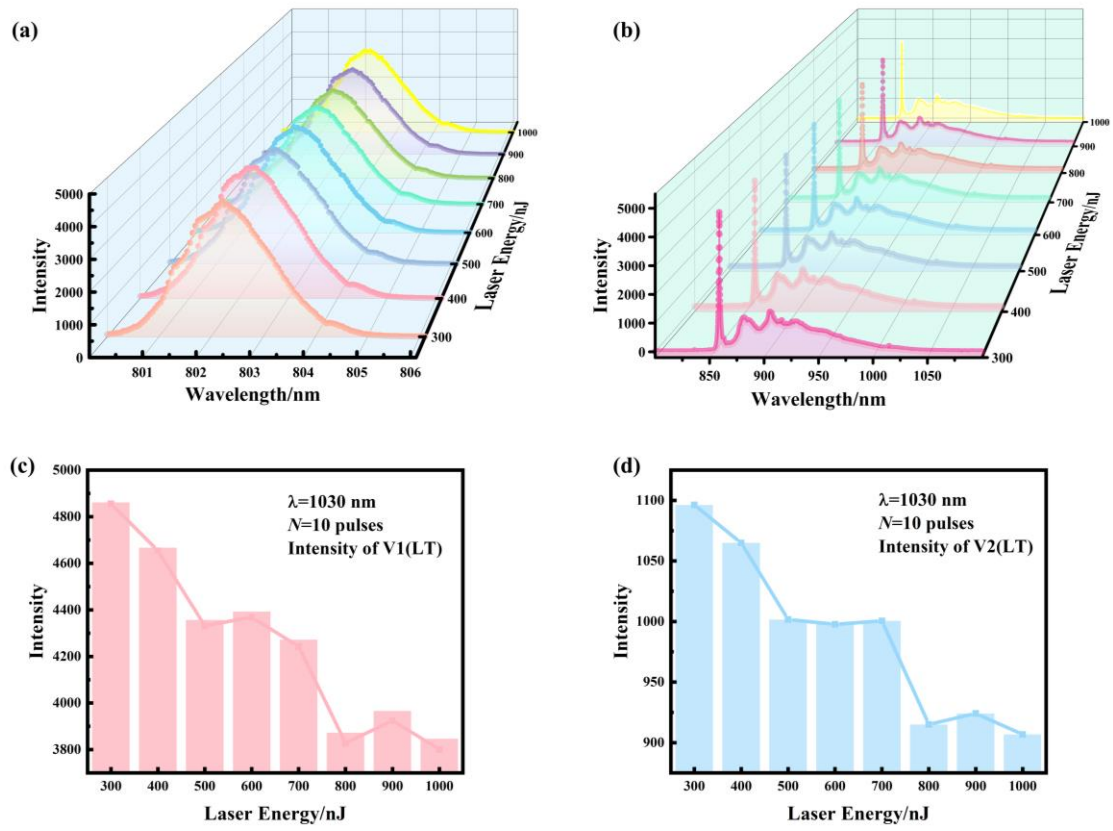 (a)
Intensity
5000
4000
3000
2000
1000
0
801 802 803 804 805 806
Wavelength/nm
300
400
500
600
700
800
900
1000
Laser Energy/nJ
(b)
Intensity
5000
4000
3000
2000
1000
0
850 900 950 1000 1050
Wavelength/nm
300
400
500
600
700
800
900
1000
Laser Energy/nJ
(c)
Intensity
5000
4800
4600
4400
4200
4000
3800
λ=1030 nm
N=10 pulses
Intensity of V1(LT)
300 400 500 600 700 800 900 1000
Laser Energy/nJ
(d)
Intensity
1100
1050
1000
950
900
λ=1030 nm
N=10 pulses
Intensity of V2(LT)
300 400 500 600 700 800 900 1000
Laser Energy/nJ